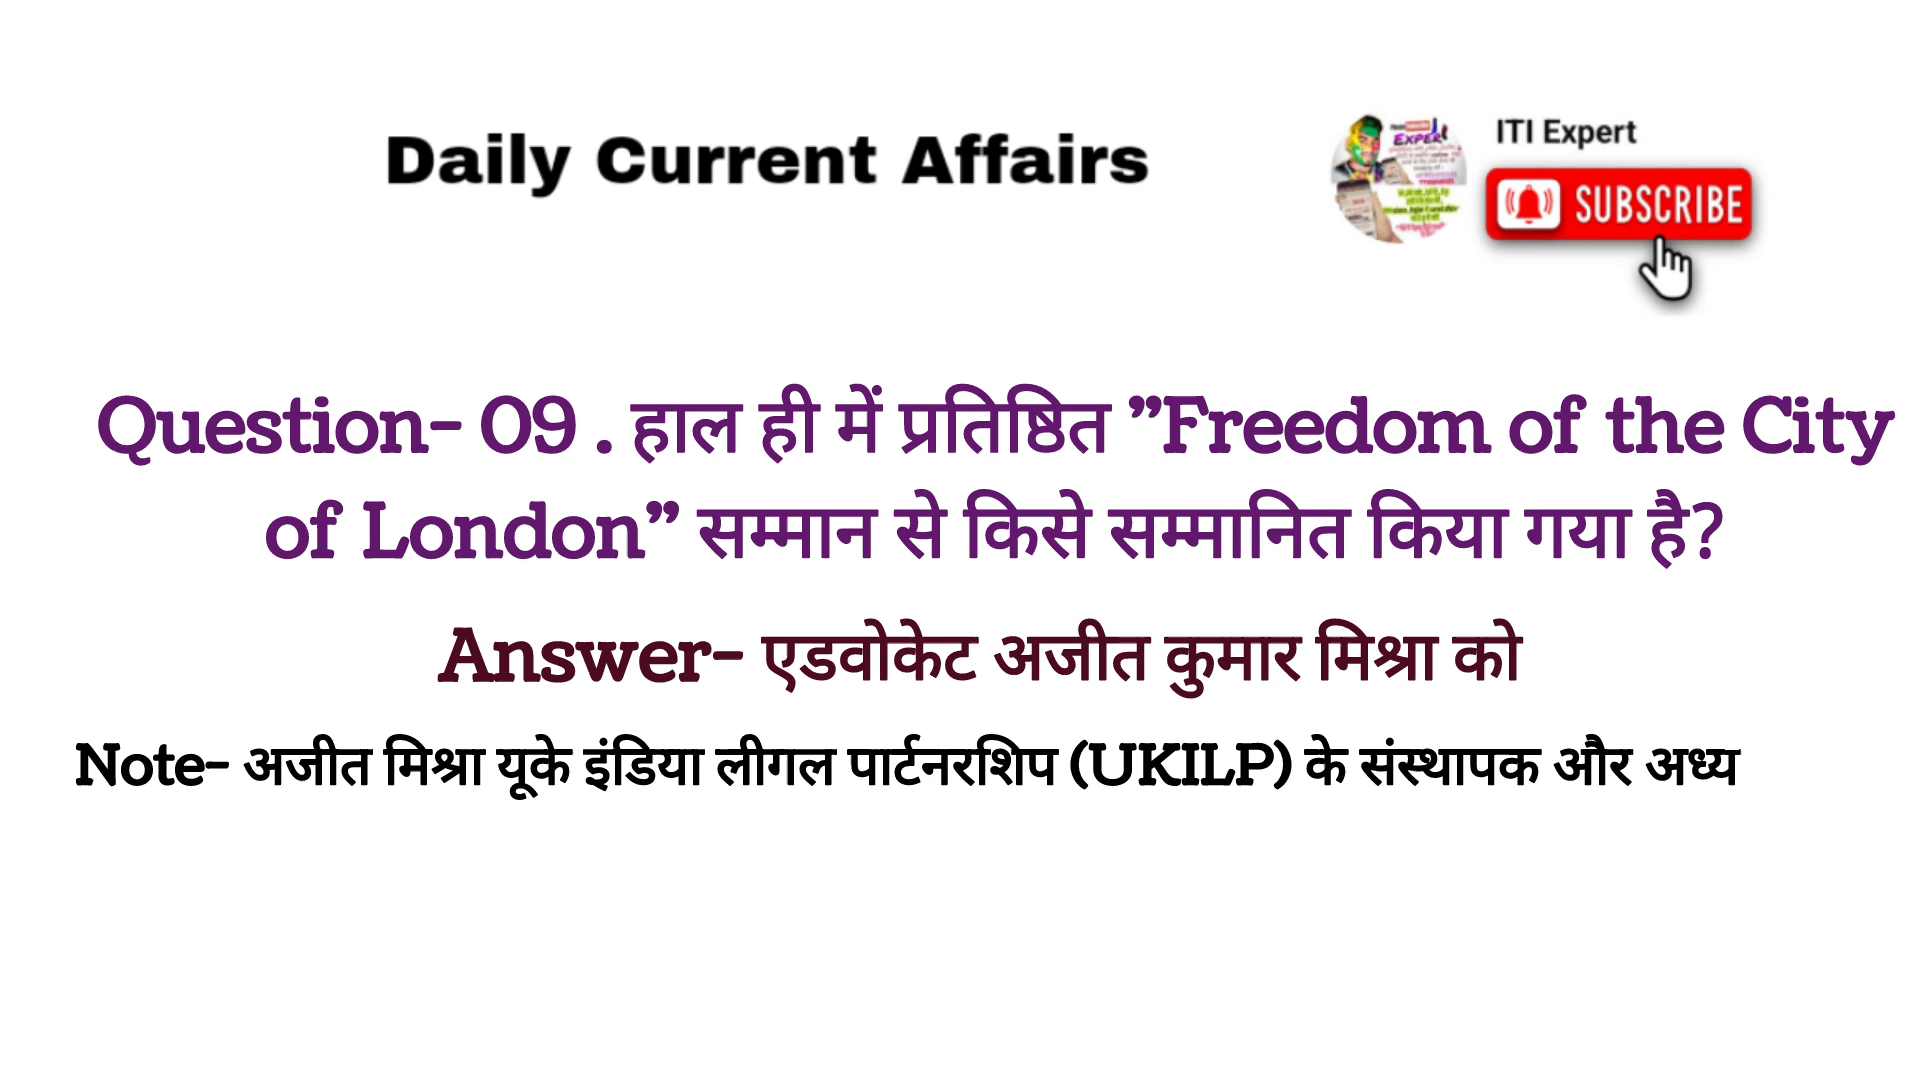 Daily Current Affairs
ITI Expert
SUBSCRIBE
EXPERT
Question- 09 . हाल ही में प्रतिष्ठित ”Freedom of the City
of London” सम्मान से किसे सम्मानित किया गया है?
Answer- एडवोकेट अजीत कुमार मिश्रा को
Note- अजीत मिश्रा यूके इंडिया लीगल पार्टनरशिप (UKILP) के संस्थापक और अध्य